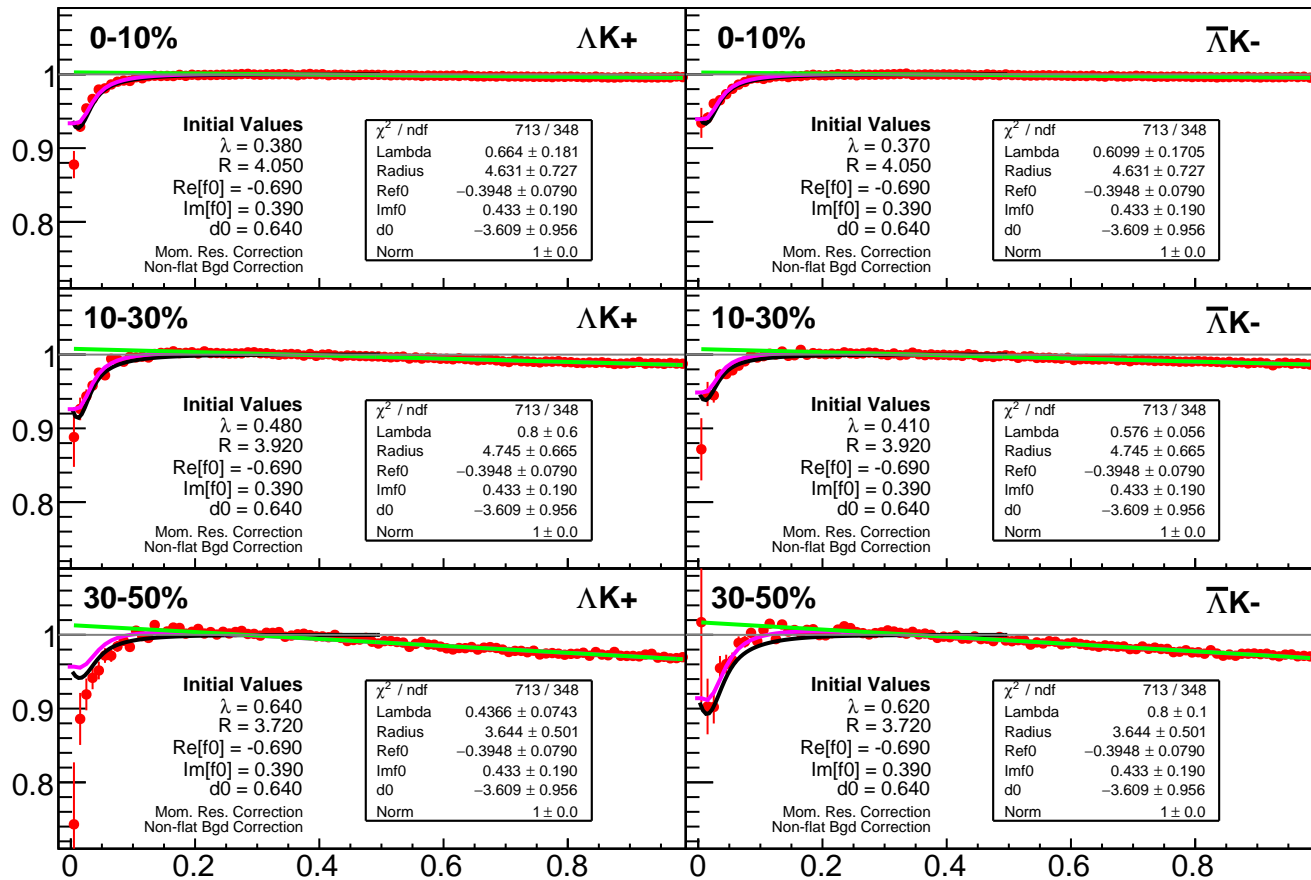 0-10%
ΛK+
Initial Values
λ = 0.380
R = 4.050
Re[f0] = -0.690
Im[f0] = 0.390
d0 = 0.640
Mom. Res. Correction
Non-flat Bgd Correction
χ² / ndf 713 / 348
Lambda 0.664 ± 0.181
Radius 4.631 ± 0.727
Ref0 −0.3948 ± 0.0790
Imf0 0.433 ± 0.190
d0 −3.609 ± 0.956
Norm 1 ± 0.0
1
0.9
0.8
0-10%
Λ̅K-
Initial Values
λ = 0.370
R = 4.050
Re[f0] = -0.690
Im[f0] = 0.390
d0 = 0.640
Mom. Res. Correction
Non-flat Bgd Correction
χ² / ndf 713 / 348
Lambda 0.6099 ± 0.1705
Radius 4.631 ± 0.727
Ref0 −0.3948 ± 0.0790
Imf0 0.433 ± 0.190
d0 −3.609 ± 0.956
Norm 1 ± 0.0
10-30%
ΛK+
Initial Values
λ = 0.480
R = 3.920
Re[f0] = -0.690
Im[f0] = 0.390
d0 = 0.640
Mom. Res. Correction
Non-flat Bgd Correction
χ² / ndf 713 / 348
Lambda 0.8 ± 0.6
Radius 4.745 ± 0.665
Ref0 −0.3948 ± 0.0790
Imf0 0.433 ± 0.190
d0 −3.609 ± 0.956
Norm 1 ± 0.0
1
0.9
0.8
10-30%
Λ̅K-
Initial Values
λ = 0.410
R = 3.920
Re[f0] = -0.690
Im[f0] = 0.390
d0 = 0.640
Mom. Res. Correction
Non-flat Bgd Correction
χ² / ndf 713 / 348
Lambda 0.576 ± 0.056
Radius 4.745 ± 0.665
Ref0 −0.3948 ± 0.0790
Imf0 0.433 ± 0.190
d0 −3.609 ± 0.956
Norm 1 ± 0.0
30-50%
ΛK+
Initial Values
λ = 0.640
R = 3.720
Re[f0] = -0.690
Im[f0] = 0.390
d0 = 0.640
Mom. Res. Correction
Non-flat Bgd Correction
χ² / ndf 713 / 348
Lambda 0.4366 ± 0.0743
Radius 3.644 ± 0.501
Ref0 −0.3948 ± 0.0790
Imf0 0.433 ± 0.190
d0 −3.609 ± 0.956
Norm 1 ± 0.0
1
0.9
0.8
30-50%
Λ̅K-
Initial Values
λ = 0.620
R = 3.720
Re[f0] = -0.690
Im[f0] = 0.390
d0 = 0.640
Mom. Res. Correction
Non-flat Bgd Correction
χ² / ndf 713 / 348
Lambda 0.8 ± 0.1
Radius 3.644 ± 0.501
Ref0 −0.3948 ± 0.0790
Imf0 0.433 ± 0.190
d0 −3.609 ± 0.956
Norm 1 ± 0.0
0 0.2 0.4 0.6 0.8
0 0.2 0.4 0.6 0.8